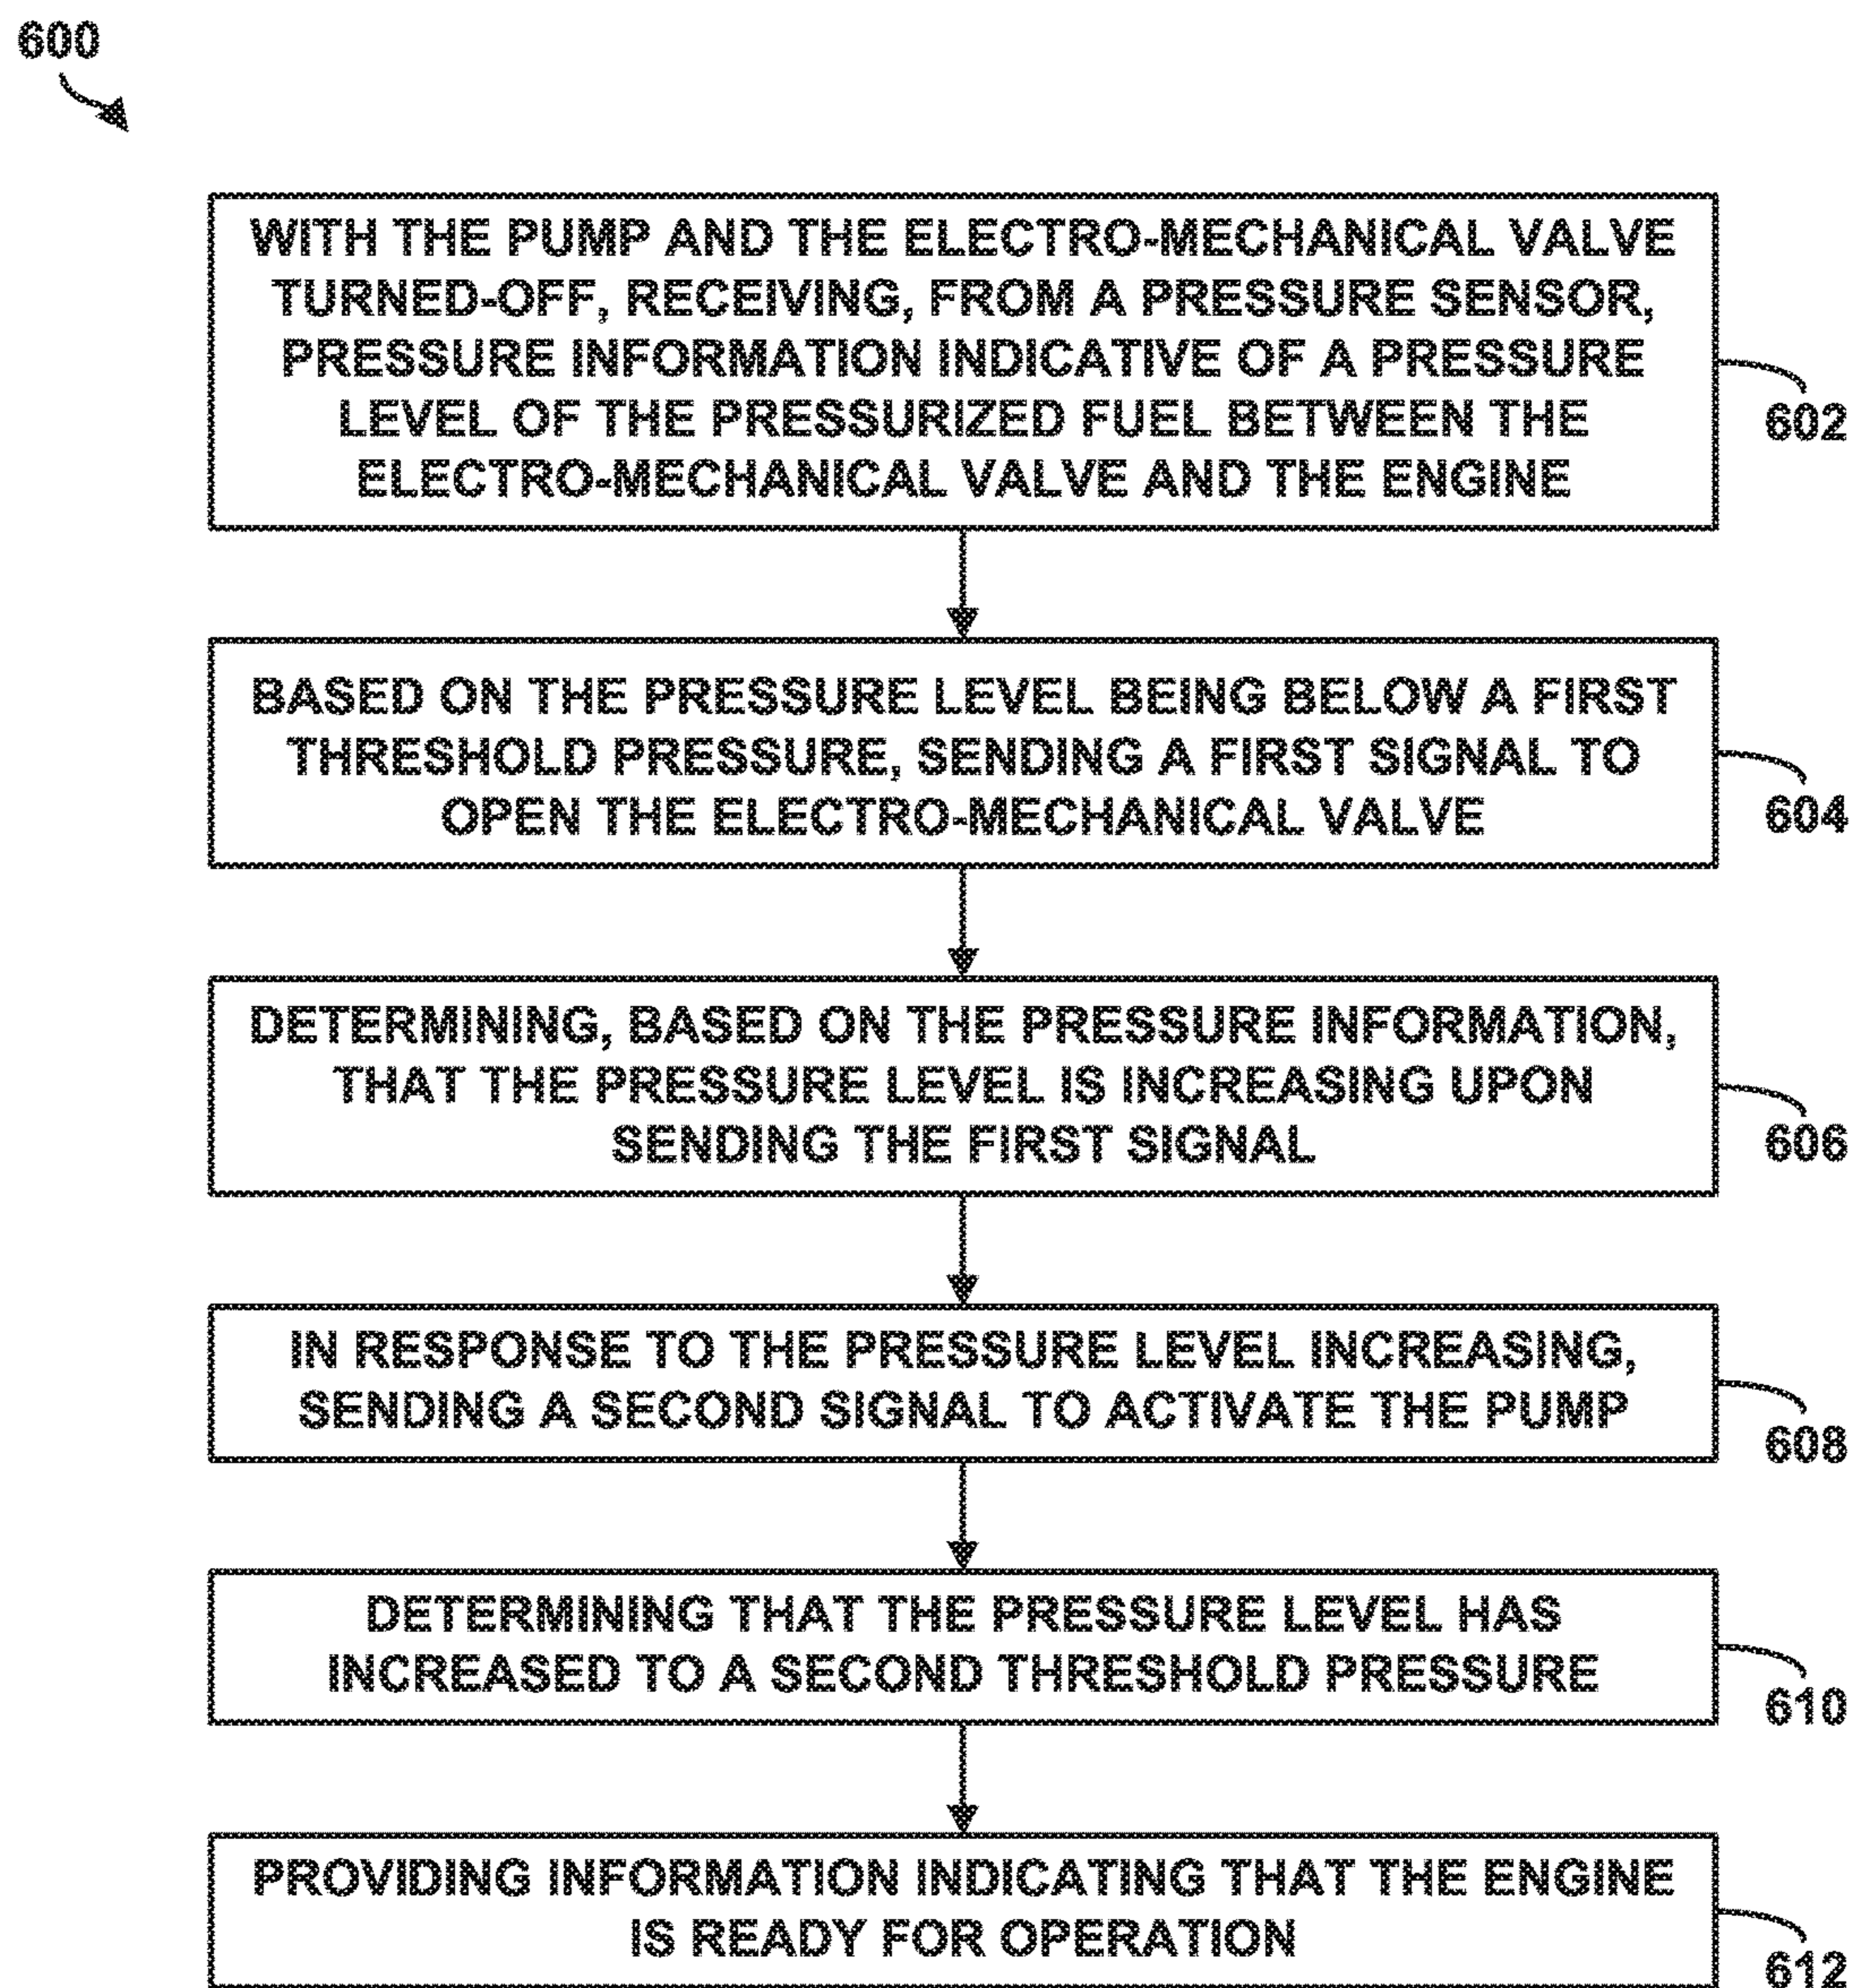 600
WITH THE PUMP AND THE ELECTRO-MECHANICAL VALVE
TURNED-OFF, RECEIVING, FROM A PRESSURE SENSOR,
PRESSURE INFORMATION INDICATIVE OF A PRESSURE
LEVEL OF THE PRESSURIZED FUEL BETWEEN THE
ELECTRO-MECHANICAL VALVE AND THE ENGINE
602
BASED ON THE PRESSURE LEVEL BEING BELOW A FIRST
THRESHOLD PRESSURE, SENDING A FIRST SIGNAL TO
OPEN THE ELECTRO-MECHANICAL VALVE
604
DETERMINING, BASED ON THE PRESSURE INFORMATION,
THAT THE PRESSURE LEVEL IS INCREASING UPON
SENDING THE FIRST SIGNAL
606
IN RESPONSE TO THE PRESSURE LEVEL INCREASING,
SENDING A SECOND SIGNAL TO ACTIVATE THE PUMP
608
DETERMINING THAT THE PRESSURE LEVEL HAS
INCREASED TO A SECOND THRESHOLD PRESSURE
610
PROVIDING INFORMATION INDICATING THAT THE ENGINE
IS READY FOR OPERATION
612